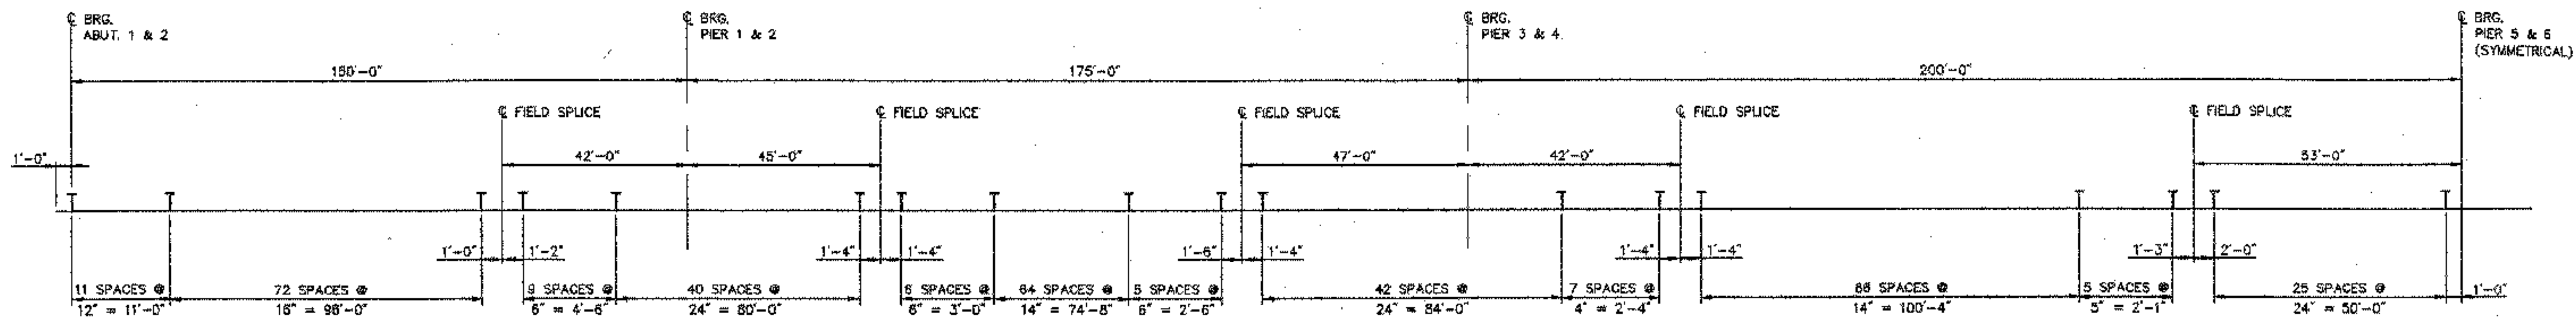 ℄ BRG.
ABUT. 1 & 2
℄ BRG.
PIER 1 & 2
℄ BRG.
PIER 3 & 4
℄ BRG.
PIER 5 & 6
(SYMMETRICAL)
150'-0"
175'-0"
200'-0"
℄ FIELD SPLICE
℄ FIELD SPLICE
℄ FIELD SPLICE
℄ FIELD SPLICE
℄ FIELD SPLICE
1'-0"
42'-0"
45'-0"
47'-0"
42'-0"
53'-0"
1'-0"
1'-2"
1'-4"
1'-4"
1'-6"
1'-4"
1'-4"
1'-4"
1'-3"
2'-0"
11 SPACES @
12" = 11'-0"
72 SPACES @
16" = 96'-0"
9 SPACES @
6" = 4'-6"
40 SPACES @
24" = 80'-0"
6 SPACES @
6" = 3'-0"
64 SPACES @
14" = 74'-8"
5 SPACES @
6" = 2'-6"
42 SPACES @
24" = 84'-0"
7 SPACES @
4" = 2'-4"
86 SPACES @
14" = 100'-4"
5 SPACES @
5" = 2'-1"
25 SPACES @
24" = 50'-0"
1'-0"